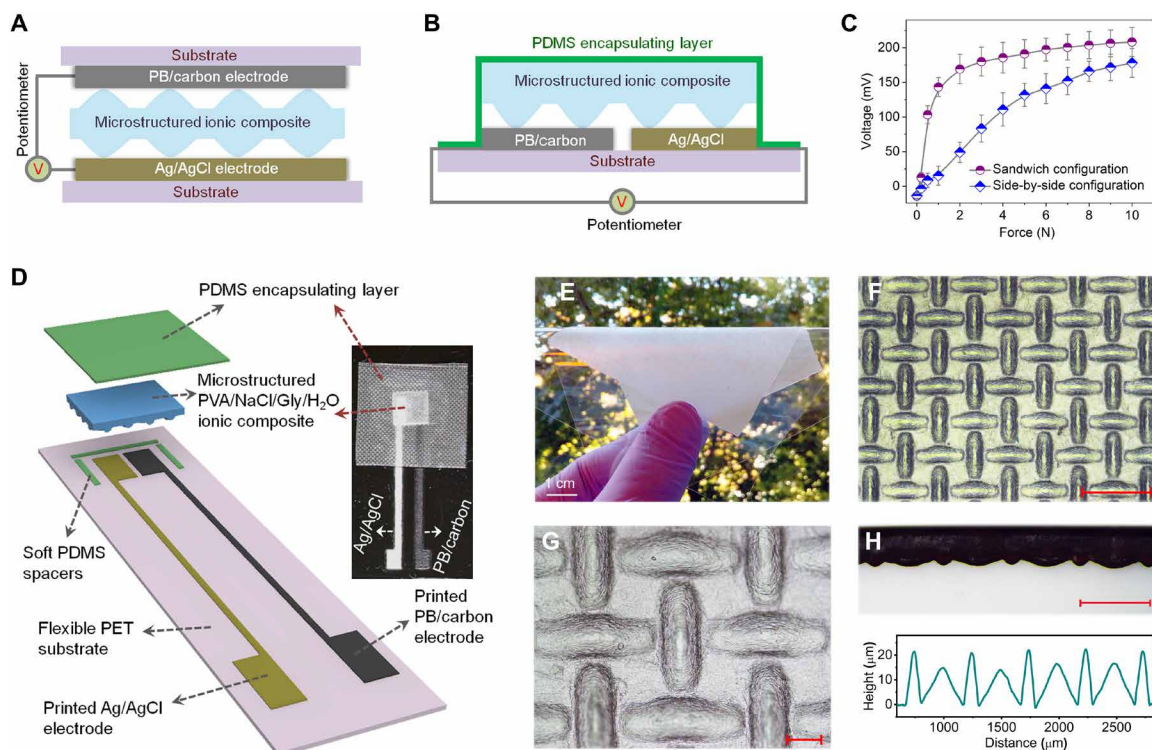 A
Substrate
PB/carbon electrode
Microstructured ionic composite
Ag/AgCl electrode
Substrate
Potentiometer
V
B
PDMS encapsulating layer
Microstructured ionic composite
PB/carbon
Ag/AgCl
Substrate
V
Potentiometer
C
Voltage (mV)
200
150
100
50
0
Sandwich configuration
Side-by-side configuration
0 2 4 6 8 10
Force (N)
D
PDMS encapsulating layer
Microstructured
PVA/NaCl/Gly/H₂O
ionic composite
Ag/AgCl
PB/carbon
Soft PDMS
spacers
Flexible PET
substrate
Printed Ag/AgCl
electrode
Printed
PB/carbon
electrode
E
1 cm
F
G
H
Height (μm)
20
10
0
1000 1500 2000 2500
Distance (μm)